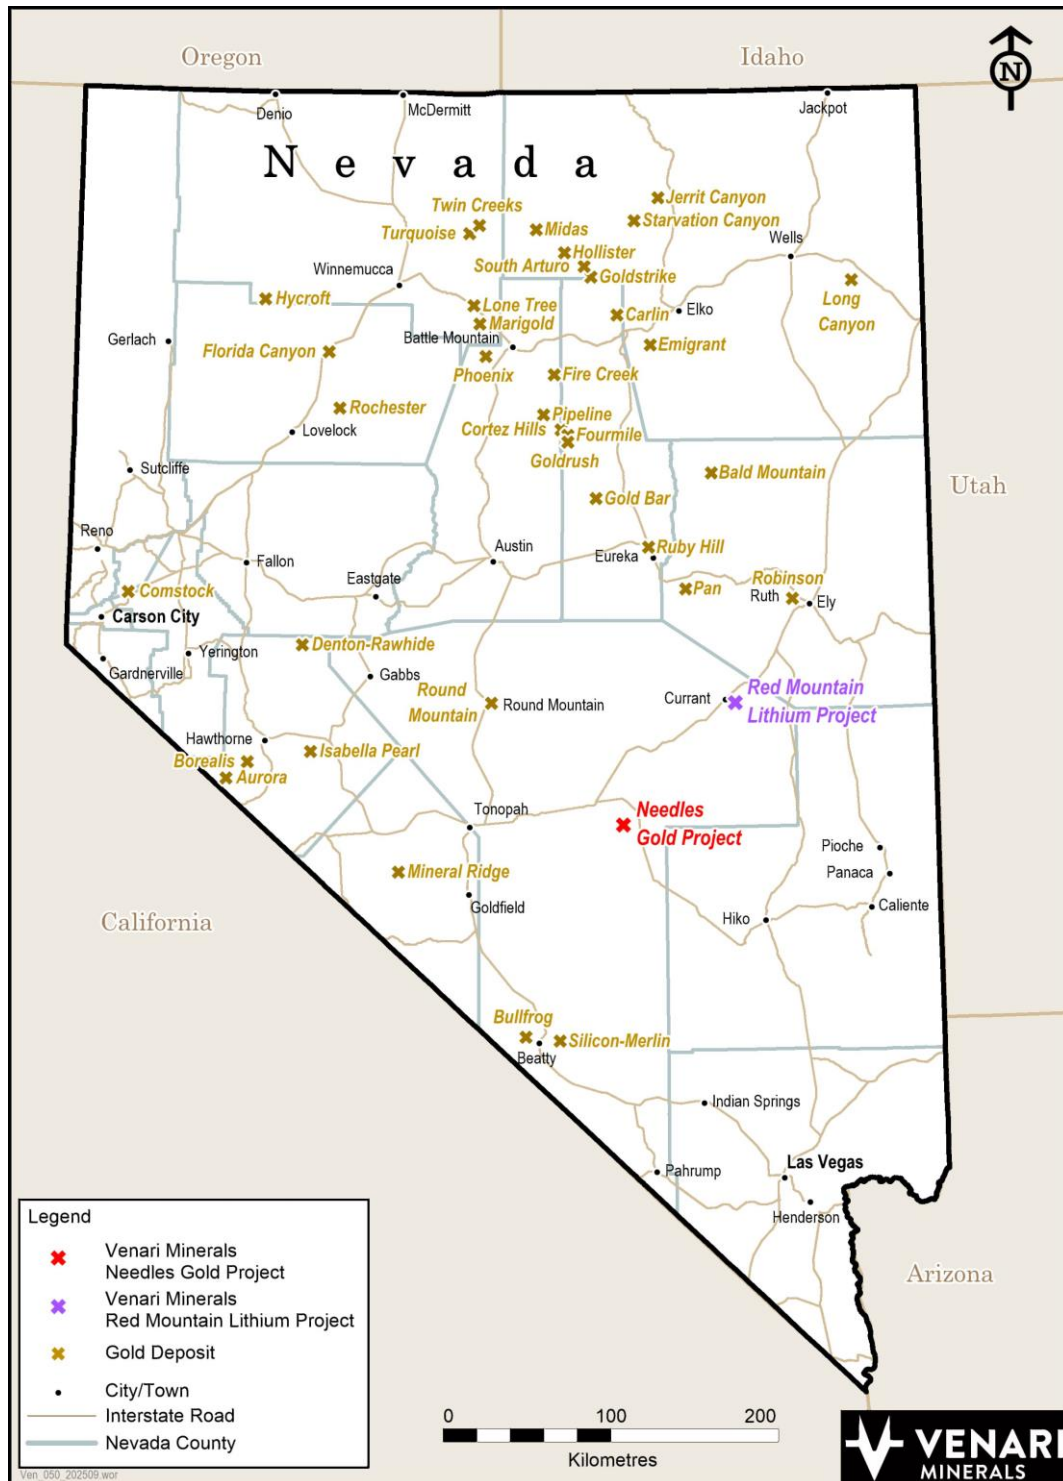 Oregon
Idaho
N
Denio
McDermitt
Jackpot
Nevada
Jerrit Canyon
Twin Creeks
Starvation Canyon
Turquoise
Midas
Wells
Hollister
South Arturo
Winnemucca
Goldstrike
Hycroft
Long
Canyon
Lone Tree
Elko
Carlin
Marigold
Gerlach
Battle Mountain
Emigrant
Florida Canyon
Phoenix
Fire Creek
Rochester
Pipeline
Lovelock
Cortez Hills
Fourmile
Goldrush
Sutcliffe
Bald Mountain
Utah
Gold Bar
Reno
Austin
Ruby Hill
Eureka
Fallon
Eastgate
Robinson
Comstock
Pan
Ruth
Ely
Carson City
Denton-Rawhide
Yerington
Gardnerville
Gabbs
Round
Mountain
Round Mountain
Currant
Red Mountain
Lithium Project
Hawthorne
Isabella Pearl
Borealis
Aurora
Tonopah
Needles
Gold Project
Pioche
Mineral Ridge
Panaca
Goldfield
Caliente
California
Hiko
Bullfrog
Silicon-Merlin
Beatty
Indian Springs
Las Vegas
Pahrump
Henderson
Arizona
Legend
Venari Minerals
Needles Gold Project
Venari Minerals
Red Mountain Lithium Project
Gold Deposit
City/Town
Interstate Road
Nevada County
0 100 200
Kilometres
VENARI
MINERALS
Ven_050_202509.wor